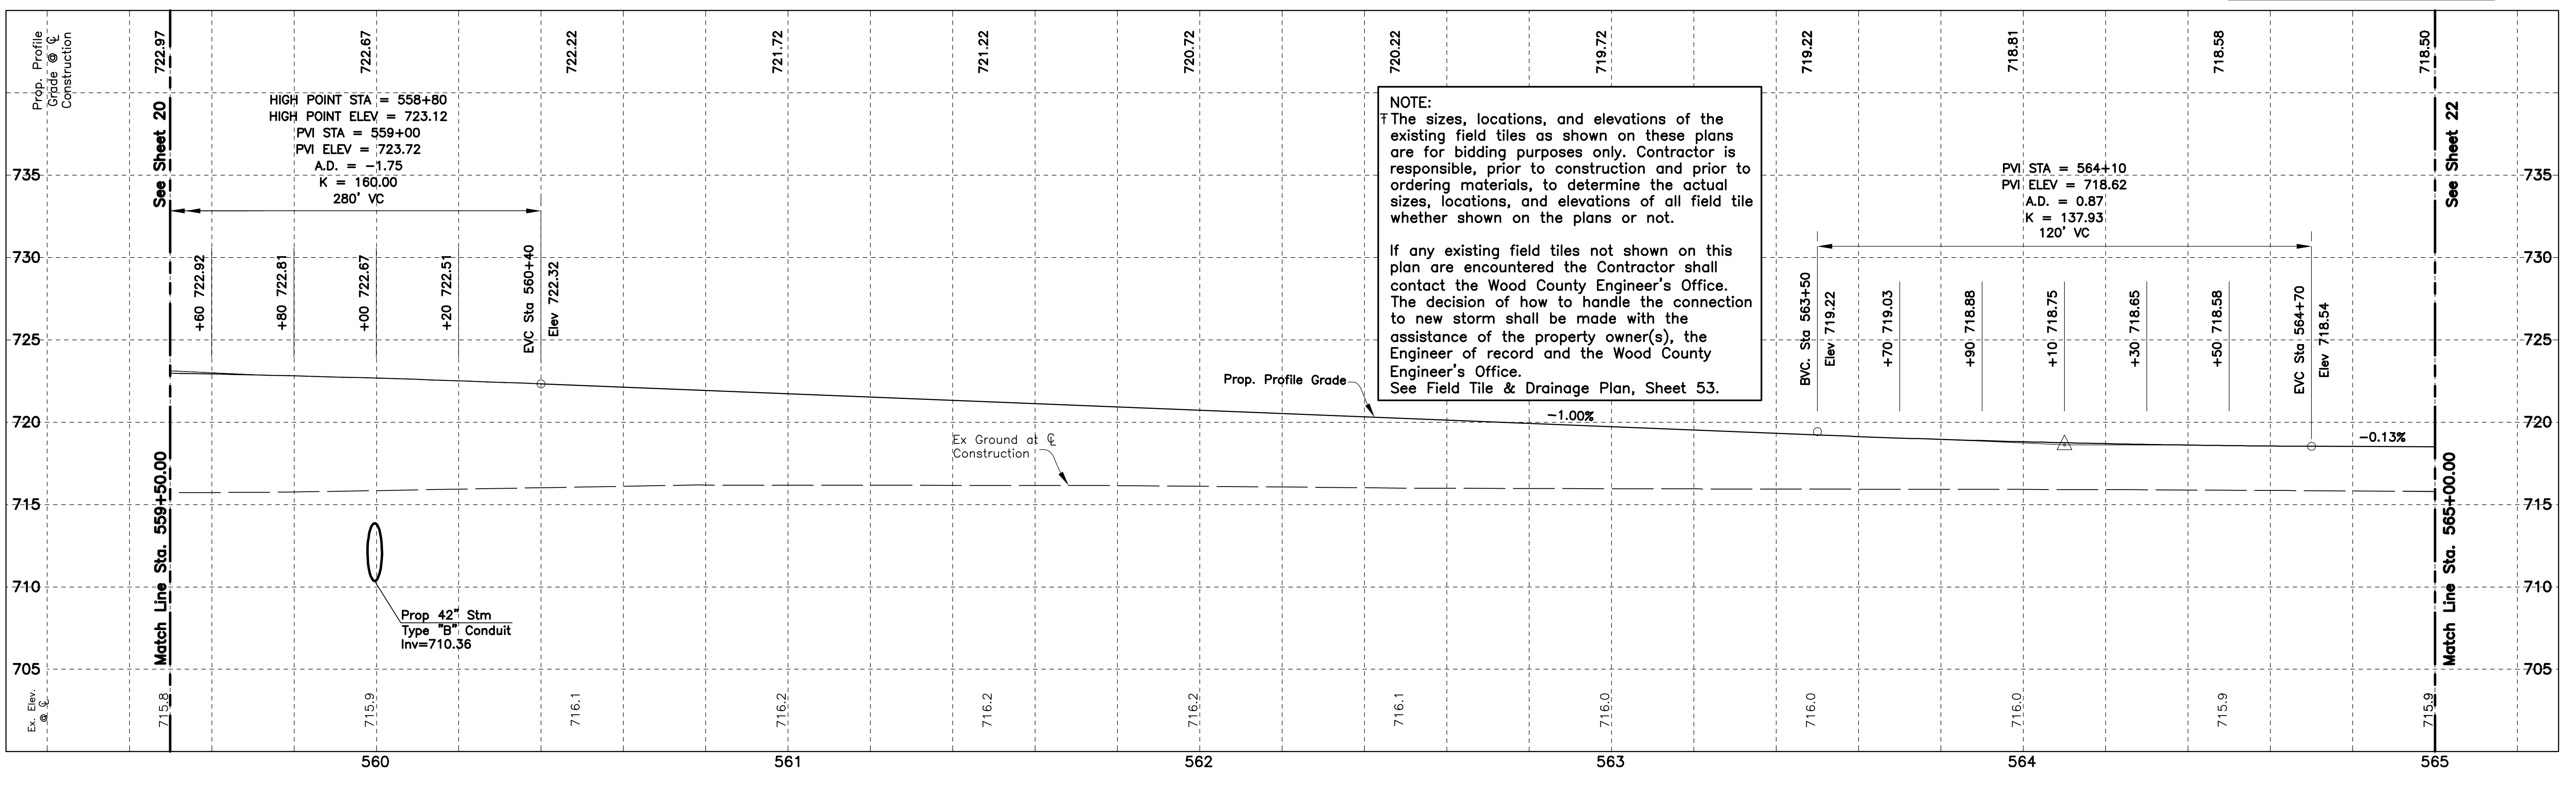 Prop. Profile
Grade @ ℄
Construction
722.97
722.67
722.22
721.72
721.22
720.72
720.22
719.72
719.22
718.81
718.58
718.50
See Sheet 20
HIGH POINT STA = 558+80
HIGH POINT ELEV = 723.12
PVI STA = 559+00
PVI ELEV = 723.72
A.D. = -1.75
K = 160.00
280' VC
NOTE:
Ŧ The sizes, locations, and elevations of the
existing field tiles as shown on these plans
are for bidding purposes only. Contractor is
responsible, prior to construction and prior to
ordering materials, to determine the actual
sizes, locations, and elevations of all field tile
whether shown on the plans or not.
If any existing field tiles not shown on this
plan are encountered the Contractor shall
contact the Wood County Engineer's Office.
The decision of how to handle the connection
to new storm shall be made with the
assistance of the property owner(s), the
Engineer of record and the Wood County
Engineer's Office.
See Field Tile & Drainage Plan, Sheet 53.
PVI STA = 564+10
PVI ELEV = 718.62
A.D. = 0.87
K = 137.93
120' VC
See Sheet 22
735
730
725
720
715
710
705
735
730
725
720
715
710
705
+60 722.92
+80 722.81
+00 722.67
+20 722.51
EVC Sta 560+40
Elev 722.32
BVC. Sta 563+50
Elev 719.22
+70 719.03
+90 718.88
+10 718.75
+30 718.65
+50 718.58
EVC Sta 564+70
Elev 718.54
Prop. Profile Grade
-1.00%
-0.13%
Ex Ground at ℄
Construction
Match Line Sta. 559+50.00
Match Line Sta. 565+00.00
Prop 42" Stm
Type "B" Conduit
Inv=710.36
Ex. Elev.
@ ℄
715.8
715.9
716.1
716.2
716.2
716.2
716.1
716.0
716.0
716.0
715.9
715.9
560
561
562
563
564
565